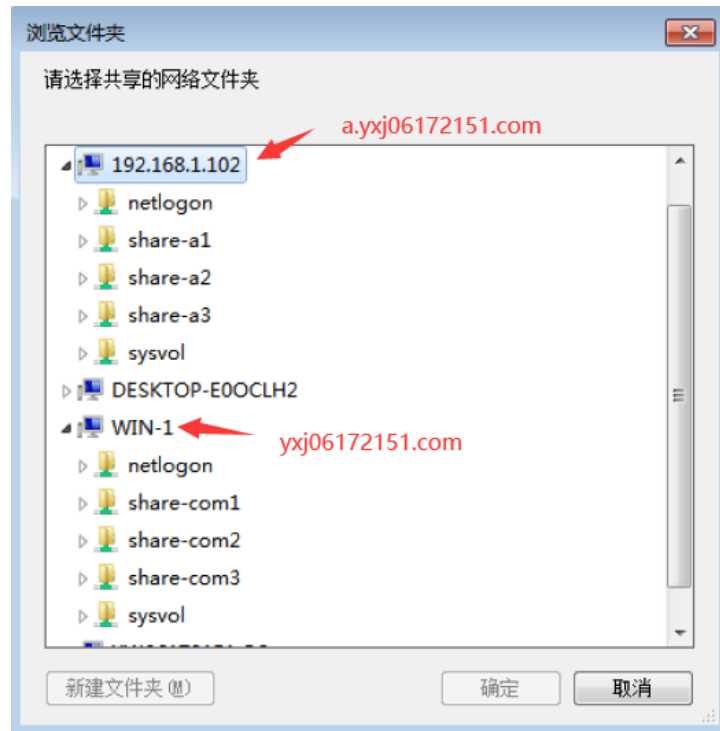 浏览文件夹
请选择共享的网络文件夹
a.yxj06172151.com
192.168.1.102
netlogon
share-a1
share-a2
share-a3
sysvol
DESKTOP-E0OCLH2
WIN-1
yxj06172151.com
netlogon
share-com1
share-com2
share-com3
sysvol
新建文件夹(M)
确定
取消